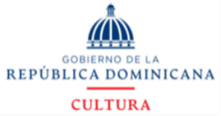 GOBIERNO DE LA
REPÚBLICA DOMINICANA
CULTURA